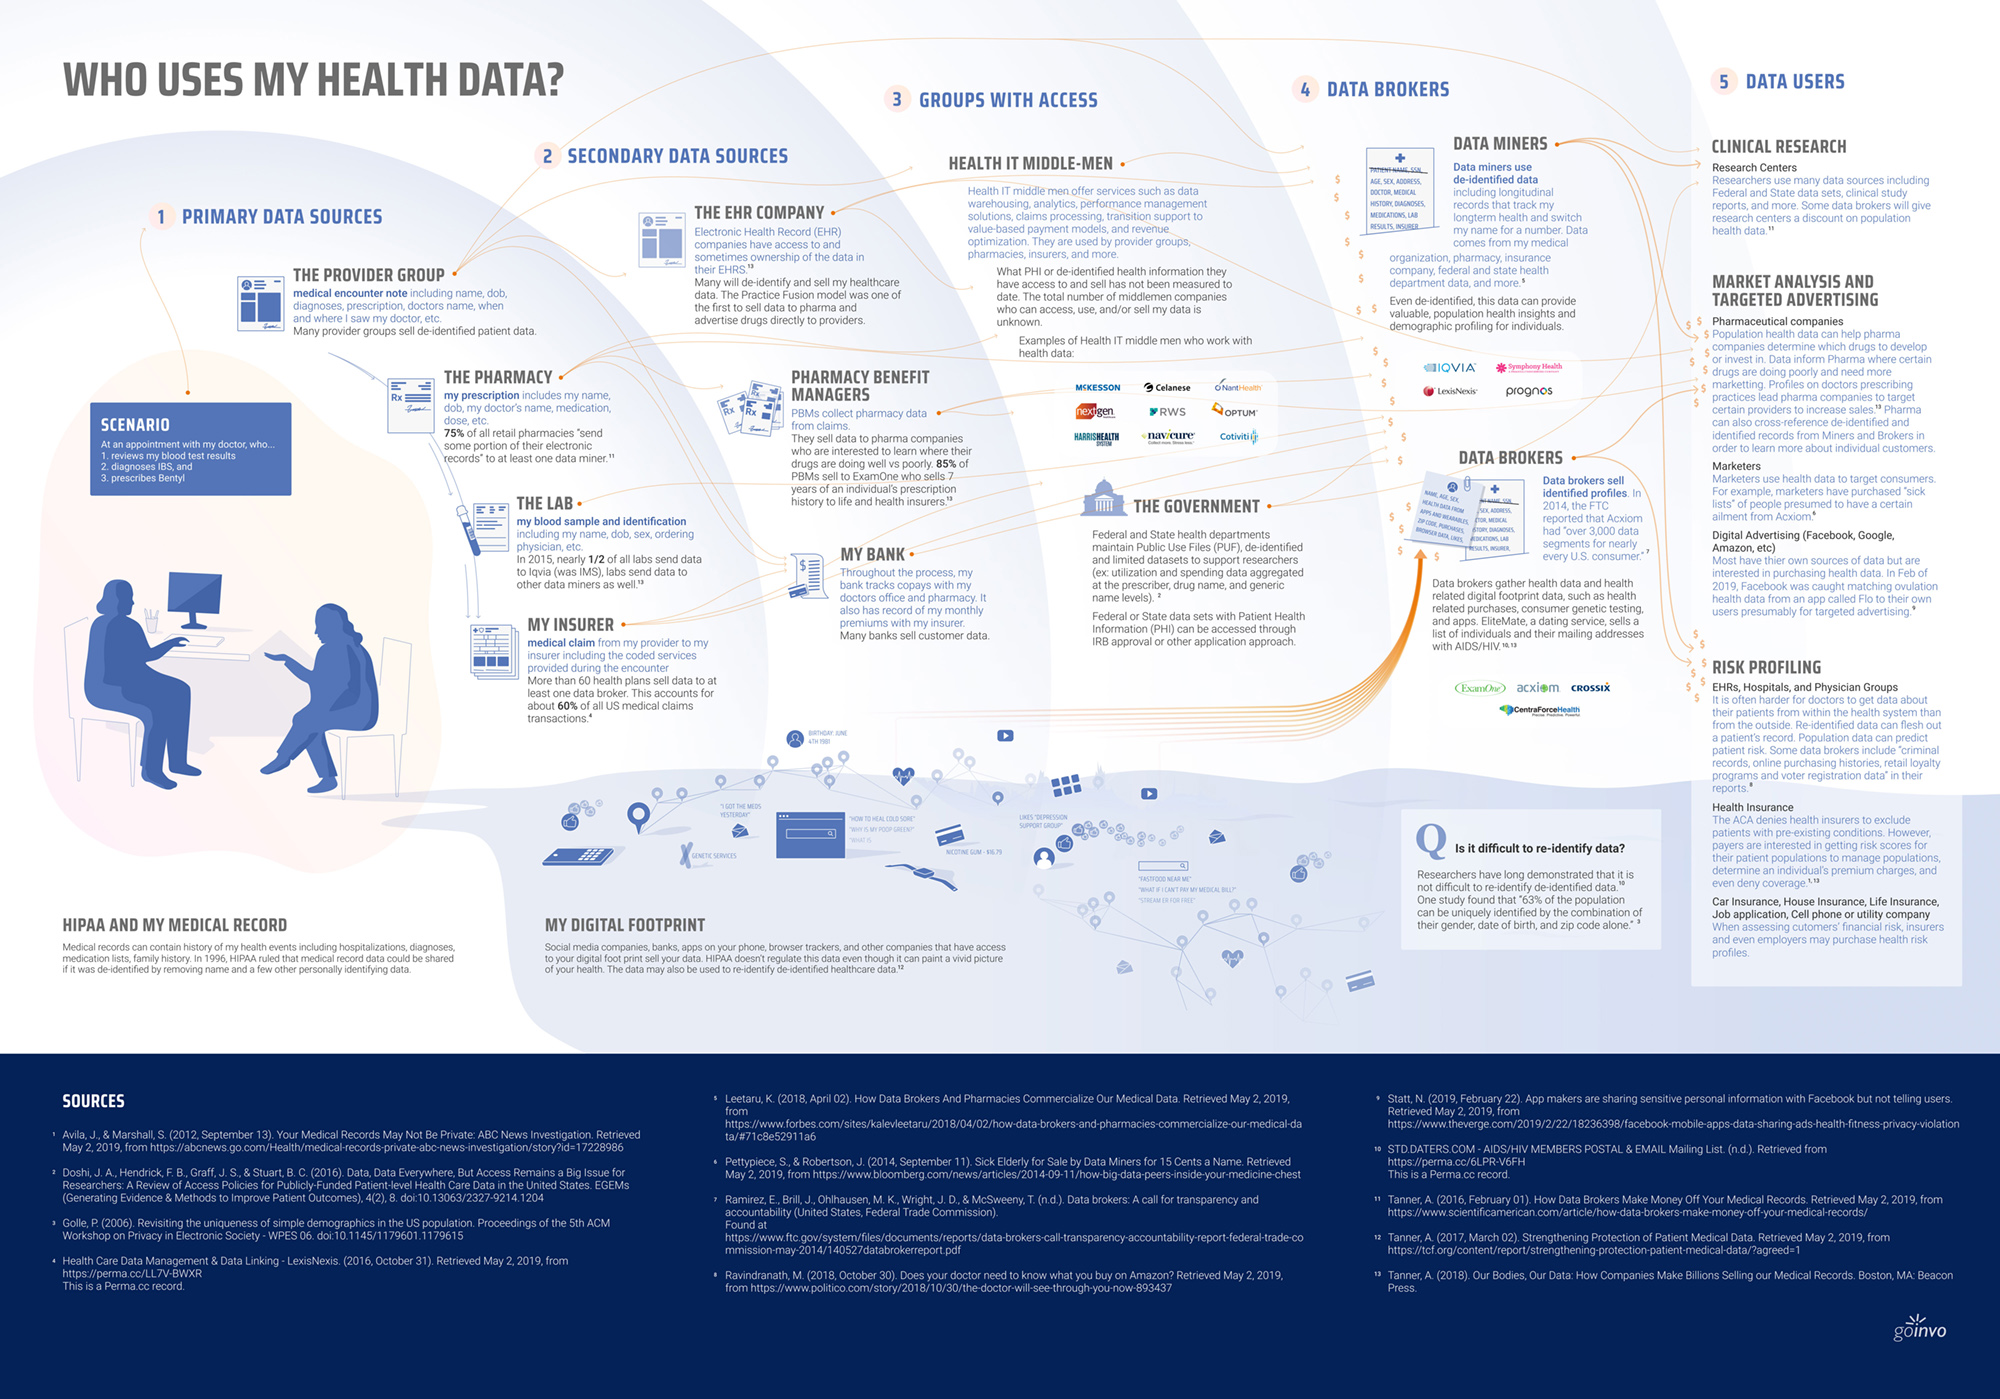 WHO USES MY HEALTH DATA?
1 PRIMARY DATA SOURCES
THE PROVIDER GROUP
medical encounter note including name, dob,
diagnoses, prescription, doctors name, when
and where I saw my doctor, etc.
Many provider groups sell de-identified patient data.
THE PHARMACY
my prescription includes my name,
dob, my doctor's name, medication,
dose, etc.
75% of all retail pharmacies "send
some portion of their electronic
records" to at least one data miner.11
Rx
THE LAB
my blood sample and identification
including my name, dob, sex, ordering
physician, etc.
In 2015, nearly 1/2 of all labs send data
to Iqvia (was IMS), labs send data to
other data miners as well.13
MY INSURER
medical claim from my provider to my
insurer including the coded services
provided during the encounter
More than 60 health plans sell data to at
least one data broker. This accounts for
about 60% of all US medical claims
transactions.4
SCENARIO
At an appointment with my doctor, who...
1. reviews my blood test results
2. diagnoses IBS, and
3. prescribes Bentyl
2 SECONDARY DATA SOURCES
THE EHR COMPANY
Electronic Health Record (EHR)
companies have access to and
sometimes ownership of the data in
their EHRS.13
Many will de-identify and sell my healthcare
data. The Practice Fusion model was one of
the first to sell data to pharma and
advertise drugs directly to providers.
PHARMACY BENEFIT
MANAGERS
PBMs collect pharmacy data
from claims.
They sell data to pharma companies
who are interested to learn where their
drugs are doing well vs poorly. 85% of
PBMs sell to ExamOne who sells 7
years of an individual's prescription
history to life and health insurers.13
Rx
Rx
MY BANK
Throughout the process, my
bank tracks copays with my
doctors office and pharmacy. It
also has record of my monthly
premiums with my insurer.
Many banks sell customer data.
3 GROUPS WITH ACCESS
HEALTH IT MIDDLE-MEN
Health IT middle men offer services such as data
warehousing, analytics, performance management
solutions, claims processing, transition support to
value-based payment models, and revenue
optimization. They are used by provider groups,
pharmacies, insurers, and more.
What PHI or de-identified health information they
have access to and sell has not been measured to
date. The total number of middlemen companies
who can access, use, and/or sell my data is
unknown.
Examples of Health IT middle men who work with
health data:
MCKESSON Celanese NantHealth
nextgen RWS OPTUM
HARRISHEALTH SYSTEM navicure Cotiviti
THE GOVERNMENT
Federal and State health departments
maintain Public Use Files (PUF), de-identified
and limited datasets to support researchers
(ex: utilization and spending data aggregated
at the prescriber, drug name, and generic
name levels). 2
Federal or State data sets with Patient Health
Information (PHI) can be accessed through
IRB approval or other application approach.
4 DATA BROKERS
DATA MINERS
Data miners use
de-identified data
including longitudinal
records that track my
longterm health and switch
my name for a number. Data
comes from my medical
organization, pharmacy, insurance
company, federal and state health
department data, and more.5
Even de-identified, this data can provide
valuable, population health insights and
demographic profiling for individuals.
PATIENT NAME, SSN,
AGE, SEX, ADDRESS,
DOCTOR, MEDICAL
HISTORY, DIAGNOSES,
MEDICATIONS, LAB
RESULTS, INSURER
IQVIA Symphony Health
LexisNexis prognos
DATA BROKERS
Data brokers sell
identified profiles. In
2014, the FTC
reported that Acxiom
had "over 3,000 data
segments for nearly
every U.S. consumer." 7
NAME, AGE, SEX,
HEALTH DATA FROM
APPS AND WEARABLES,
ZIP CODE, PURCHASES,
BROWSER DATA, LIKES,
Data brokers gather health data and health
related digital footprint data, such as health
related purchases, consumer genetic testing,
and apps. EliteMate, a dating service, sells a
list of individuals and their mailing addresses
with AIDS/HIV.10, 13
ExamOne acxiom CROSSIX
CentraForceHealth
5 DATA USERS
CLINICAL RESEARCH
Research Centers
Researchers use many data sources including
Federal and State data sets, clinical study
reports, and more. Some data brokers will give
research centers a discount on population
health data.11
MARKET ANALYSIS AND
TARGETED ADVERTISING
Pharmaceutical companies
Population health data can help pharma
companies determine which drugs to develop
or invest in. Data inform Pharma where certain
drugs are doing poorly and need more
marketting. Profiles on doctors prescribing
practices lead pharma companies to target
certain providers to increase sales.13 Pharma
can also cross-reference de-identified and
identified records from Miners and Brokers in
order to learn more about individual customers.
Marketers
Marketers use health data to target consumers.
For example, marketers have purchased "sick
lists" of people presumed to have a certain
ailment from Acxiom.6
Digital Advertising (Facebook, Google,
Amazon, etc)
Most have thier own sources of data but are
interested in purchasing health data. In Feb of
2019, Facebook was caught matching ovulation
health data from an app called Flo to their own
users presumably for targeted advertising.9
RISK PROFILING
EHRs, Hospitals, and Physician Groups
It is often harder for doctors to get data about
their patients from within the health system than
from the outside. Re-identified data can flesh out
a patient's record. Population data can predict
patient risk. Some data brokers include "criminal
records, online purchasing histories, retail loyalty
programs and voter registration data" in their
reports.8
Health Insurance
The ACA denies health insurers to exclude
patients with pre-existing conditions. However,
payers are interested in getting risk scores for
their patient populations to manage populations,
determine an individual's premium charges, and
even deny coverage.1, 13
Car Insurance, House Insurance, Life Insurance,
Job application, Cell phone or utility company
When assessing cutomers' financial risk, insurers
and even employers may purchase health risk
profiles.
BIRTHDAY: JUNE
4TH 1981
"I GOT THE MEDS
YESTERDAY"
GENETIC SERVICES
"HOW TO HEAL COLD SORE"
"WHY IS MY POOP GREEN?"
"WHAT IS
NICOTINE GUM - $16.79
LIKES "DEPRESSION
SUPPORT GROUP"
"FASTFOOD NEAR ME"
"WHAT IF I CAN'T PAY MY MEDICAL BILL?"
"STREAM ER FOR FREE"
Q Is it difficult to re-identify data?
Researchers have long demonstrated that it is
not difficult to re-identify de-identified data.10
One study found that "63% of the population
can be uniquely identified by the combination of
their gender, date of birth, and zip code alone." 3
HIPAA AND MY MEDICAL RECORD
Medical records can contain history of my health events including hospitalizations, diagnoses,
medication lists, family history. In 1996, HIPAA ruled that medical record data could be shared
if it was de-identified by removing name and a few other personally identifying data.
MY DIGITAL FOOTPRINT
Social media companies, banks, apps on your phone, browser trackers, and other companies that have access
to your digital foot print sell your data. HIPAA doesn't regulate this data even though it can paint a vivid picture
of your health. The data may also be used to re-identify de-identified healthcare data.12
SOURCES
1 Avila, J., & Marshall, S. (2012, September 13). Your Medical Records May Not Be Private: ABC News Investigation. Retrieved
May 2, 2019, from https://abcnews.go.com/Health/medical-records-private-abc-news-investigation/story?id=17228986
2 Doshi, J. A., Hendrick, F. B., Graff, J. S., & Stuart, B. C. (2016). Data, Data Everywhere, But Access Remains a Big Issue for
Researchers: A Review of Access Policies for Publicly-Funded Patient-level Health Care Data in the United States. EGEMs
(Generating Evidence & Methods to Improve Patient Outcomes), 4(2), 8. doi:10.13063/2327-9214.1204
3 Golle, P. (2006). Revisiting the uniqueness of simple demographics in the US population. Proceedings of the 5th ACM
Workshop on Privacy in Electronic Society - WPES 06. doi:10.1145/1179601.1179615
4 Health Care Data Management & Data Linking - LexisNexis. (2016, October 31). Retrieved May 2, 2019, from
https://perma.cc/LL7V-BWXR
This is a Perma.cc record.
5 Leetaru, K. (2018, April 02). How Data Brokers And Pharmacies Commercialize Our Medical Data. Retrieved May 2, 2019,
from
https://www.forbes.com/sites/kalevleetaru/2018/04/02/how-data-brokers-and-pharmacies-commercialize-our-medical-da
ta/#71c8e52911a6
6 Pettypiece, S., & Robertson, J. (2014, September 11). Sick Elderly for Sale by Data Miners for 15 Cents a Name. Retrieved
May 2, 2019, from https://www.bloomberg.com/news/articles/2014-09-11/how-big-data-peers-inside-your-medicine-chest
7 Ramirez, E., Brill, J., Ohlhausen, M. K., Wright, J. D., & McSweeny, T. (n.d.). Data brokers: A call for transparency and
accountability (United States, Federal Trade Commission).
Found at
https://www.ftc.gov/system/files/documents/reports/data-brokers-call-transparency-accountability-report-federal-trade-co
mmission-may-2014/140527databrokerreport.pdf
8 Ravindranath, M. (2018, October 30). Does your doctor need to know what you buy on Amazon? Retrieved May 2, 2019,
from https://www.politico.com/story/2018/10/30/the-doctor-will-see-through-you-now-893437
9 Statt, N. (2019, February 22). App makers are sharing sensitive personal information with Facebook but not telling users.
Retrieved May 2, 2019, from
https://www.theverge.com/2019/2/22/18236398/facebook-mobile-apps-data-sharing-ads-health-fitness-privacy-violation
10 STD.DATERS.COM - AIDS/HIV MEMBERS POSTAL & EMAIL Mailing List. (n.d.). Retrieved from
https://perma.cc/6LPR-V6FH
This is a Perma.cc record.
11 Tanner, A. (2016, February 01). How Data Brokers Make Money Off Your Medical Records. Retrieved May 2, 2019, from
https://www.scientificamerican.com/article/how-data-brokers-make-money-off-your-medical-records/
12 Tanner, A. (2017, March 02). Strengthening Protection of Patient Medical Data. Retrieved May 2, 2019, from
https://tcf.org/content/report/strengthening-protection-patient-medical-data/?agreed=1
13 Tanner, A. (2018). Our Bodies, Our Data: How Companies Make Billions Selling our Medical Records. Boston, MA: Beacon
Press.
goinvo